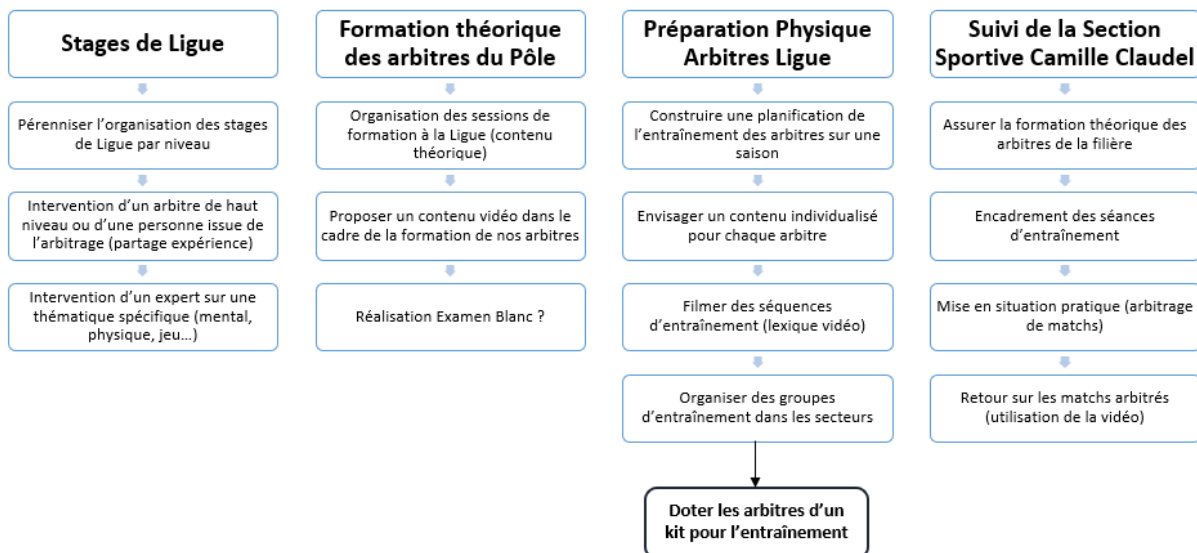 Stages de Ligue
Pérenniser l’organisation des stages
de Ligue par niveau
Intervention d’un arbitre de haut
niveau ou d’une personne issue de
l’arbitrage (partage expérience)
Intervention d’un expert sur une
thématique spécifique (mental,
physique, jeu…)
Formation théorique
des arbitres du Pôle
Organisation des sessions de
formation à la Ligue (contenu
théorique)
Proposer un contenu vidéo dans le
cadre de la formation de nos arbitres
Réalisation Examen Blanc ?
Préparation Physique
Arbitres Ligue
Construire une planification de
l’entraînement des arbitres sur une
saison
Envisager un contenu individualisé
pour chaque arbitre
Filmer des séquences
d’entraînement (lexique vidéo)
Organiser des groupes
d’entraînement dans les secteurs
Doter les arbitres d’un
kit pour l’entraînement
Suivi de la Section
Sportive Camille Claudel
Assurer la formation théorique des
arbitres de la filière
Encadrement des séances
d’entraînement
Mise en situation pratique (arbitrage
de matchs)
Retour sur les matchs arbitrés
(utilisation de la vidéo)